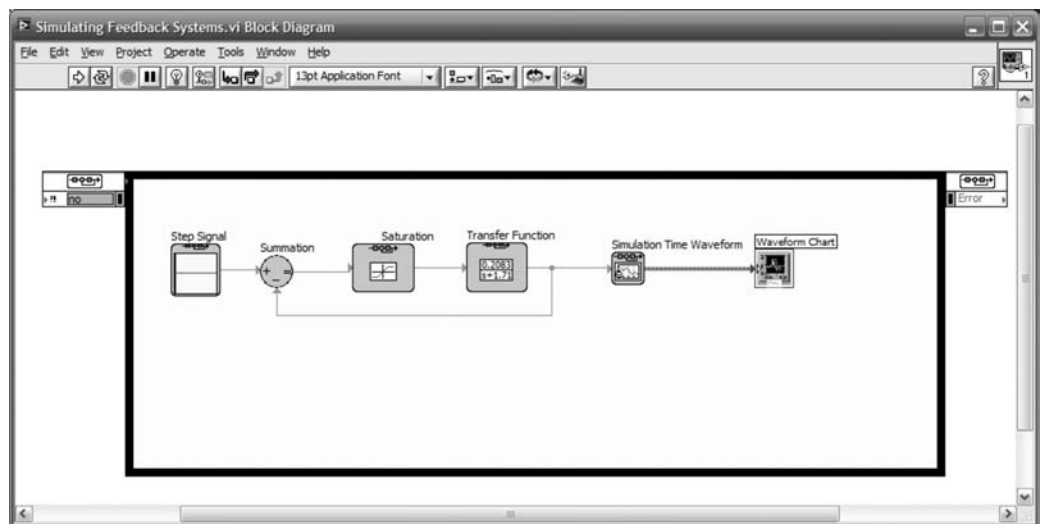 Simulating Feedback Systems.vi Block Diagram
File Edit View Project Operate Tools Window Help
13pt Application Font
1
no
Error
Step Signal
Summation
Saturation
Transfer Function
0.2083
s+1.71
Simulation Time Waveform
Waveform Chart